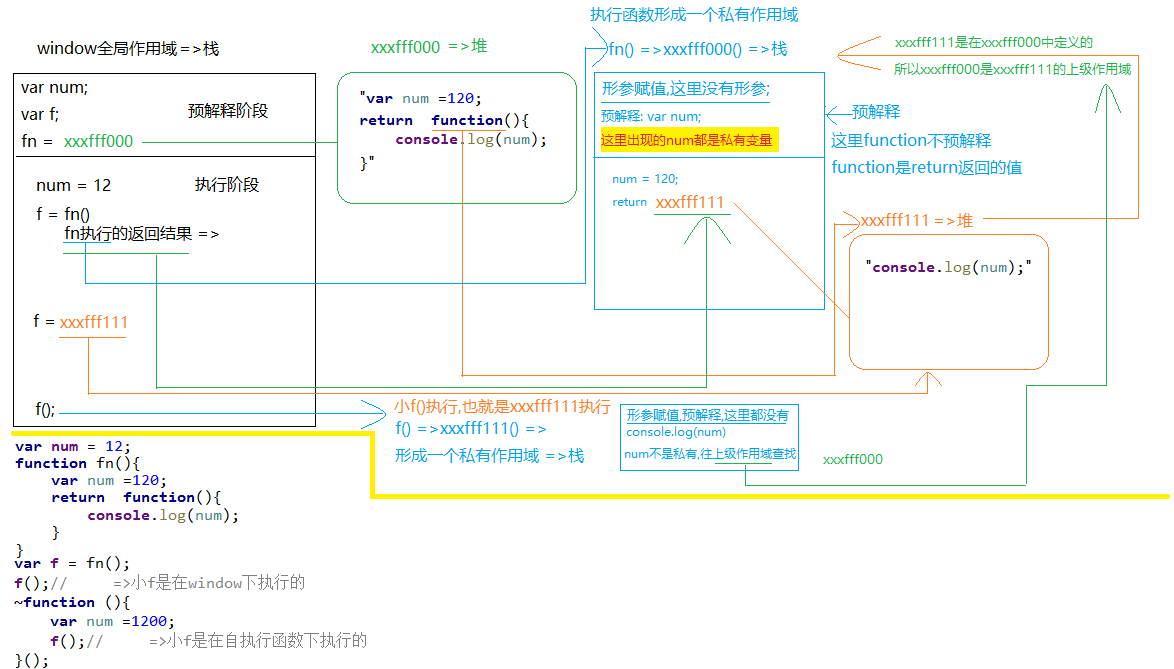 window全局作用域=>栈
var num;
var f;
预解释阶段
fn = xxxfff000
num = 12
执行阶段
f = fn()
fn执行的返回结果 =>
f = xxxfff111
f();
xxxfff000 =>堆
"var num =120;
return function(){
console.log(num);
}"
执行函数形成一个私有作用域
fn() =>xxxfff000() =>栈
形参赋值,这里没有形参;
预解释: var num;
这里出现的num都是私有变量
num = 120;
return xxxfff111
预解释
这里function不预解释
function是return返回的值
xxxfff111是在xxxfff000中定义的
所以xxxfff000是xxxfff111的上级作用域
xxxfff111 =>堆
"console.log(num);"
小f()执行,也就是xxxfff111执行
f() =>xxxfff111() =>
形成一个私有作用域 =>栈
形参赋值,预解释,这里都没有
console.log(num)
num不是私有,往上级作用域查找
xxxfff000
var num = 12;
function fn(){
var num =120;
return function(){
console.log(num);
}
}
var f = fn();
f();// =>小f是在window下执行的
~function (){
var num =1200;
f();// =>小f是在自执行函数下执行的
}();